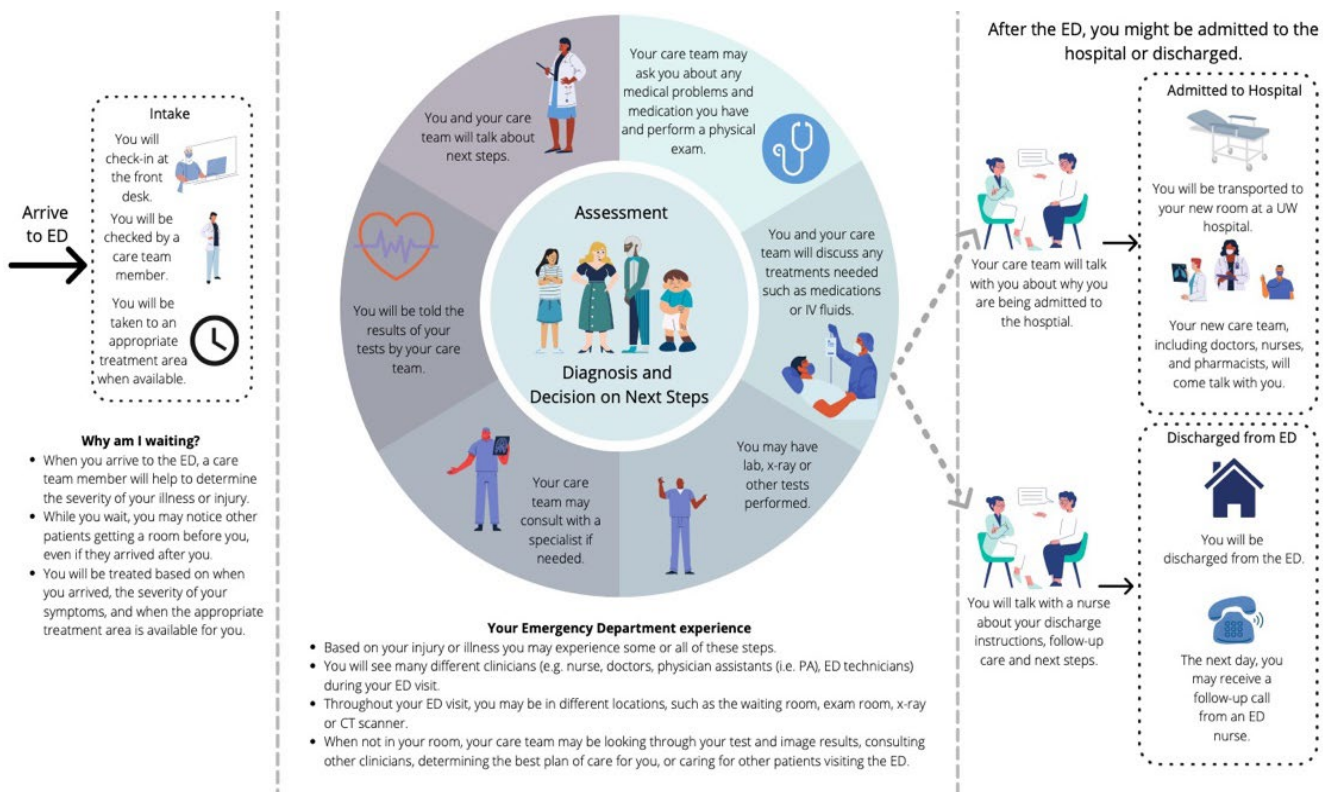 Arrive
to ED
Intake
You will
check-in at
the front
desk.
You will be
checked by a
care team
member.
You will be
taken to an
appropriate
treatment area
when available.
Why am I waiting?
• When you arrive to the ED, a care
team member will help to determine
the severity of your illness or injury.
• While you wait, you may notice other
patients getting a room before you,
even if they arrived after you.
• You will be treated based on when
you arrived, the severity of your
symptoms, and when the appropriate
treatment area is available for you.
Assessment
Diagnosis and
Decision on Next Steps
Your care team may
ask you about any
medical problems and
medication you have
and perform a physical
exam.
You and your care
team will discuss any
treatments needed
such as medications
or IV fluids.
You may have
lab, x-ray or
other tests
performed.
Your care
team may
consult with a
specialist if
needed.
You will be told the
results of your
tests by your care
team.
You and your care
team will talk about
next steps.
Your Emergency Department experience
• Based on your injury or illness you may experience some or all of these steps.
• You will see many different clinicians (e.g. nurse, doctors, physician assistants (i.e. PA), ED technicians)
during your ED visit.
• Throughout your ED visit, you may be in different locations, such as the waiting room, exam room, x-ray
or CT scanner.
• When not in your room, your care team may be looking through your test and image results, consulting
other clinicians, determining the best plan of care for you, or caring for other patients visiting the ED.
After the ED, you might be admitted to the
hospital or discharged.
Your care team will talk
with you about why you
are being admitted to
the hosptial.
Admitted to Hospital
You will be transported to
your new room at a UW
hospital.
Your new care team,
including doctors, nurses,
and pharmacists, will
come talk with you.
You will talk with a nurse
about your discharge
instructions, follow-up
care and next steps.
Discharged from ED
You will be
discharged from the ED.
The next day, you
may receive a
follow-up call
from an ED
nurse.